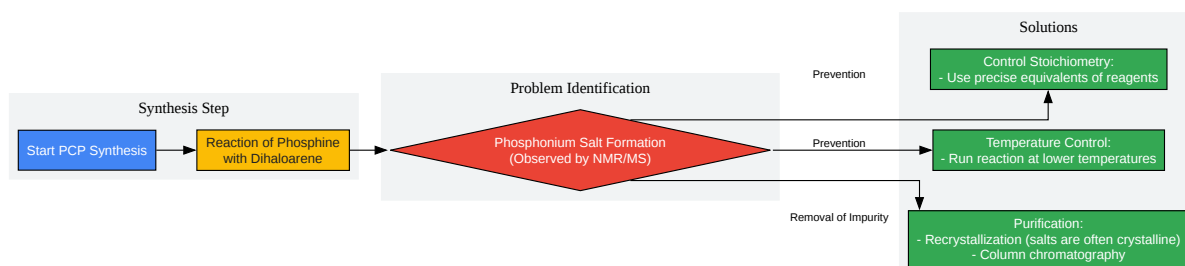 Synthesis Step
Start PCP Synthesis
Reaction of Phosphine
with Dihaloarene
Problem Identification
Phosphonium Salt Formation
(Observed by NMR/MS)
Prevention
Prevention
Removal of Impurity
Solutions
Control Stoichiometry:
- Use precise equivalents of reagents
Temperature Control:
- Run reaction at lower temperatures
Purification:
- Recrystallization (salts are often crystalline)
- Column chromatography